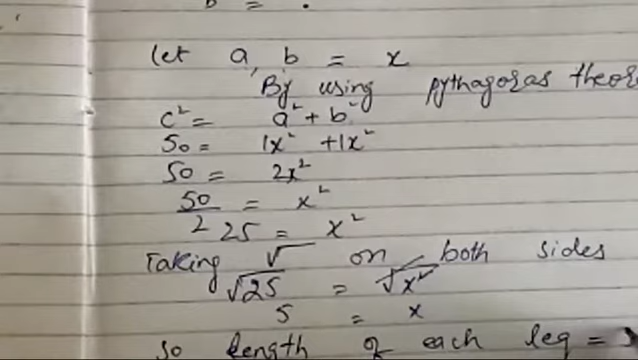 = .
let a, b = x
By using pythagoras theor
c² = a² + b²
50 = 1x² + 1x²
50 = 2x²
50/2 = x²
25 = x²
Taking √ on both sides
√25 = √x²
5 = x
so length of each leg =